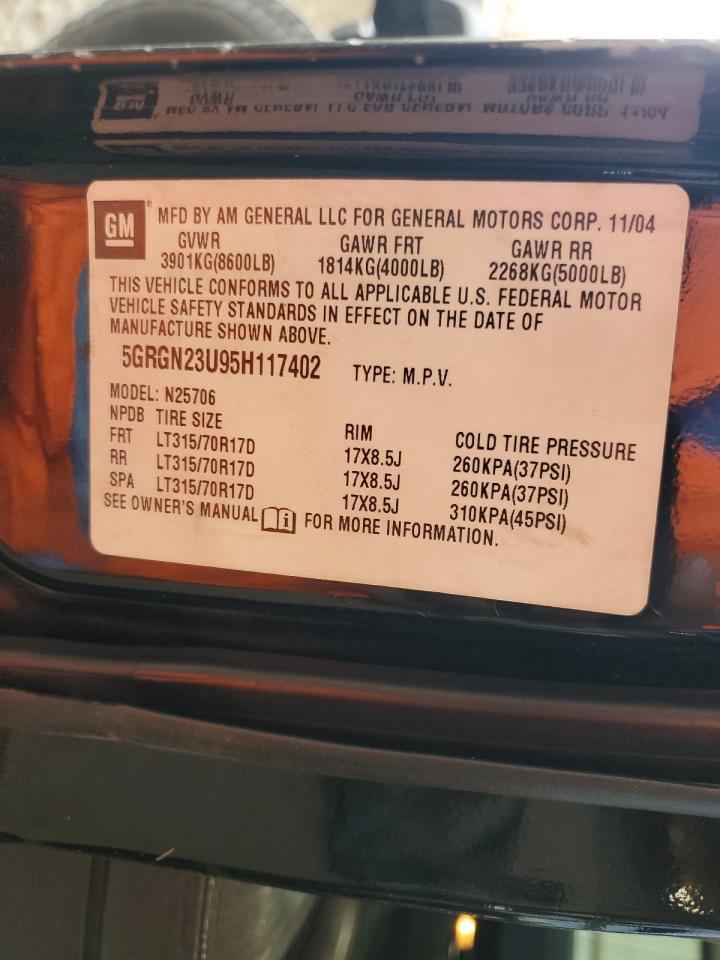 GM® MFD BY AM GENERAL LLC FOR GENERAL MOTORS CORP. 11/04
GVWR GAWR FRT GAWR RR
3901KG(8600LB) 1814KG(4000LB) 2268KG(5000LB)
THIS VEHICLE CONFORMS TO ALL APPLICABLE U.S. FEDERAL MOTOR
VEHICLE SAFETY STANDARDS IN EFFECT ON THE DATE OF
MANUFACTURE SHOWN ABOVE.
5GRGN23U95H117402 TYPE: M.P.V.
MODEL: N25706
NPDB TIRE SIZE RIM COLD TIRE PRESSURE
FRT LT315/70R17D 17X8.5J 260KPA(37PSI)
RR LT315/70R17D 17X8.5J 260KPA(37PSI)
SPA LT315/70R17D 17X8.5J 310KPA(45PSI)
SEE OWNER'S MANUAL FOR MORE INFORMATION.